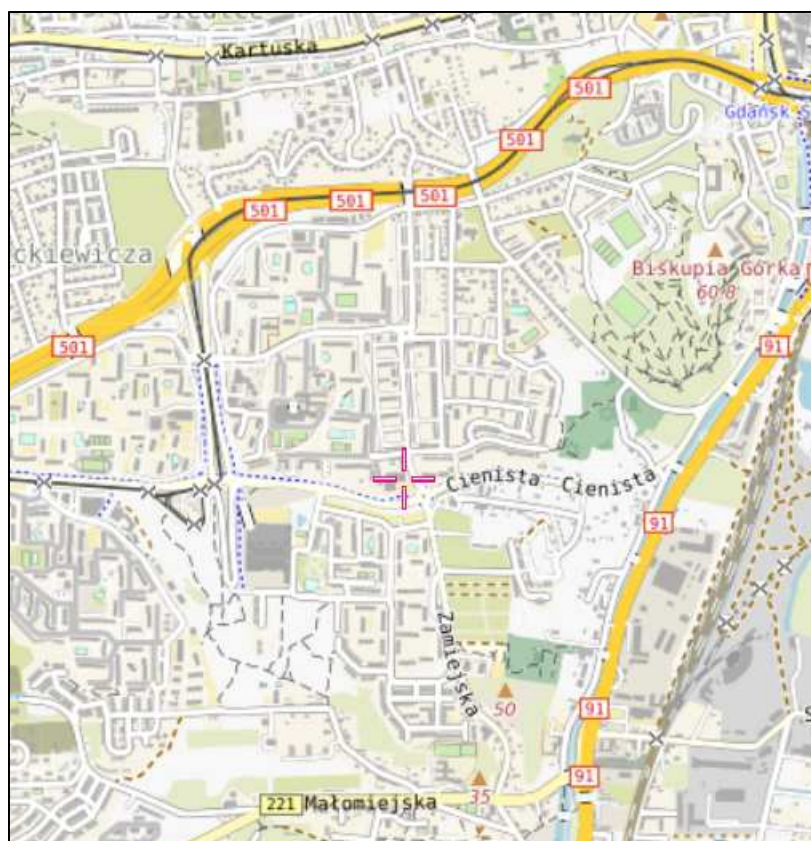 Kartuska
501
Gdańsk
501
501
501
501
ckiewicza
Biskupia Górka
60.8
501
91
Cienista Cienista
91
Zamiejska
50
91
91
35
221 Małomiejska